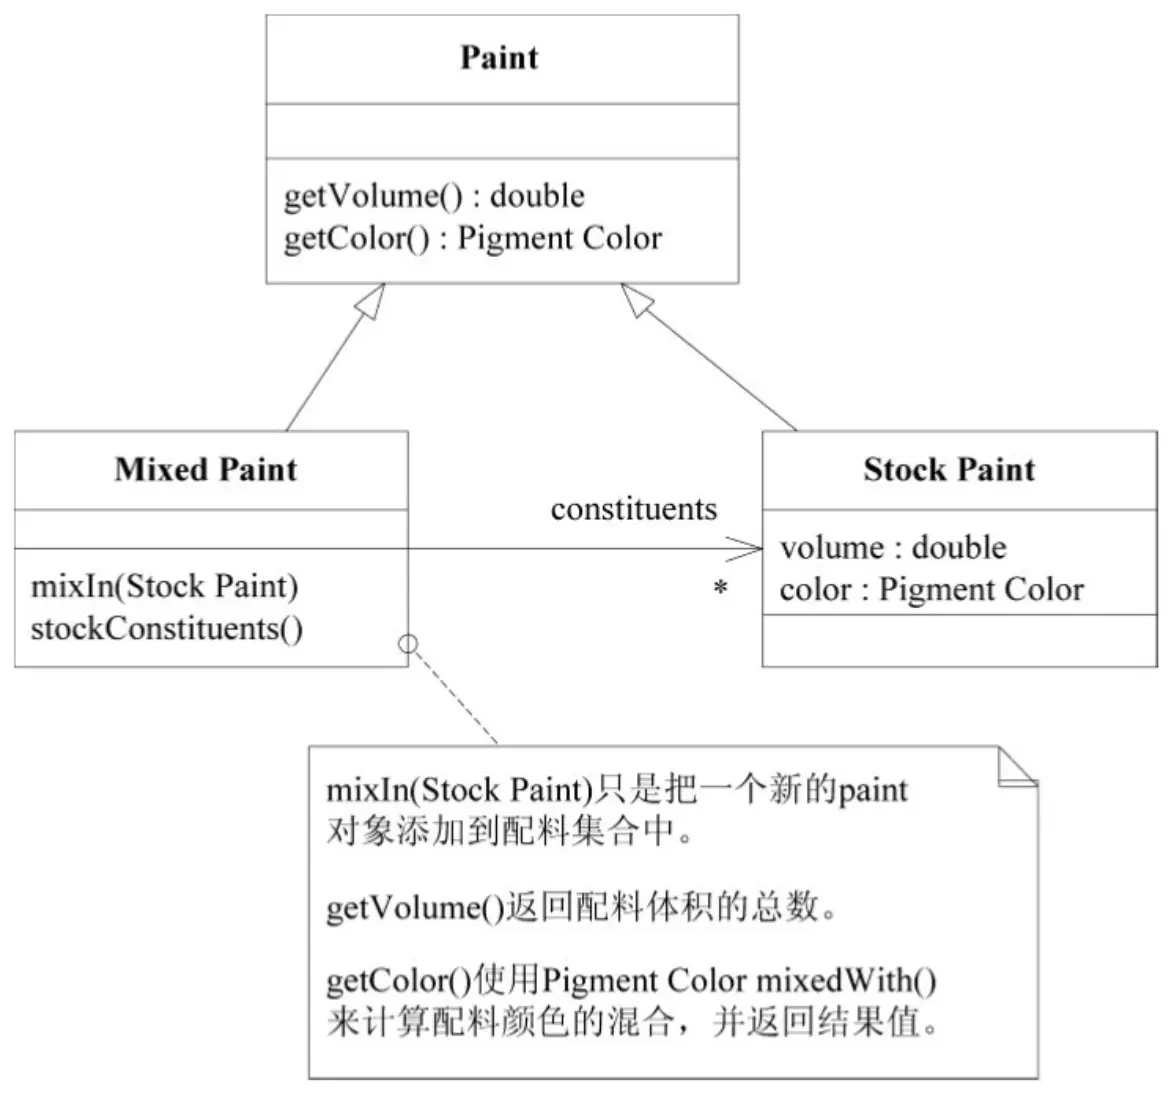 Paint
getVolume() : double
getColor() : Pigment Color
Mixed Paint
mixIn(Stock Paint)
stockConstituents()
constituents
*
Stock Paint
volume : double
color : Pigment Color
mixIn(Stock Paint)只是把一个新的paint
对象添加到配料集合中。
getVolume()返回配料体积的总数。
getColor()使用Pigment Color mixedWith()
来计算配料颜色的混合，并返回结果值。